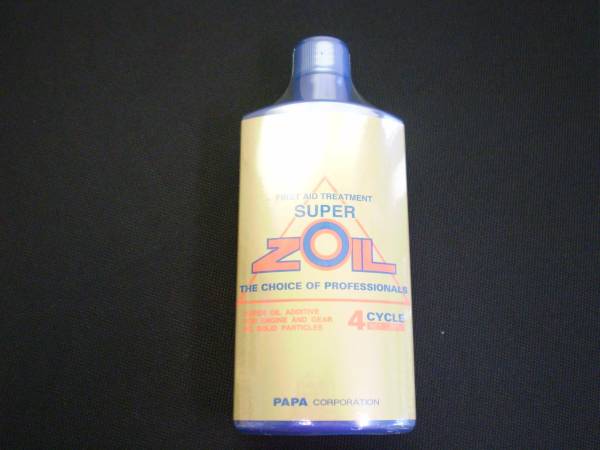 FIRST AID TREATMENT
SUPER
ZOIL
THE CHOICE OF PROFESSIONALS
OIL ADDITIVE
ENGINE AND GEAR
SOLID PARTICLES
4 CYCLE
PAPA CORPORATION